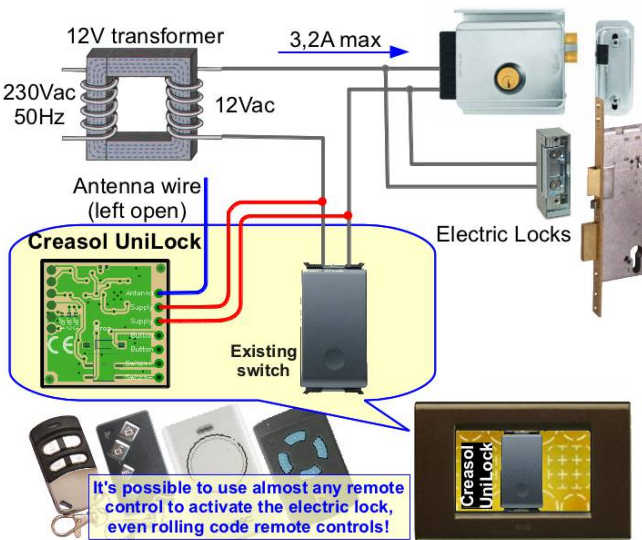 12V transformer
3,2A max
230Vac
50Hz
12Vac
Antenna wire
(left open)
Electric Locks
Creasol UniLock
Antenna
Supply
Supply
Button
Button
CE
Existing
switch
Creasol
UniLock
It's possible to use almost any remote
control to activate the electric lock,
even rolling code remote controls!